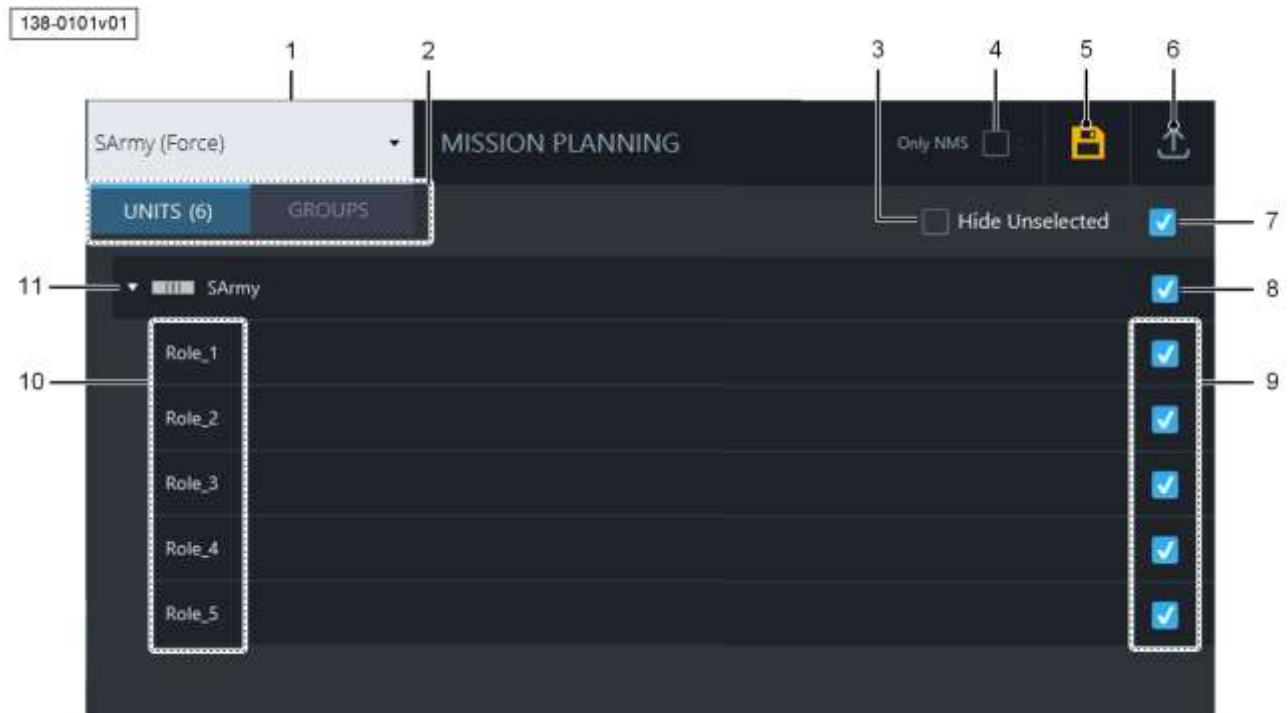 138-0101v01
1 2 3 4 5 6
SArmy (Force) MISSION PLANNING Only NMS
UNITS (6) GROUPS Hide Unselected 7
11 SArmy 8
Role_1
10 9
Role_2
Role_3
Role_4
Role_5